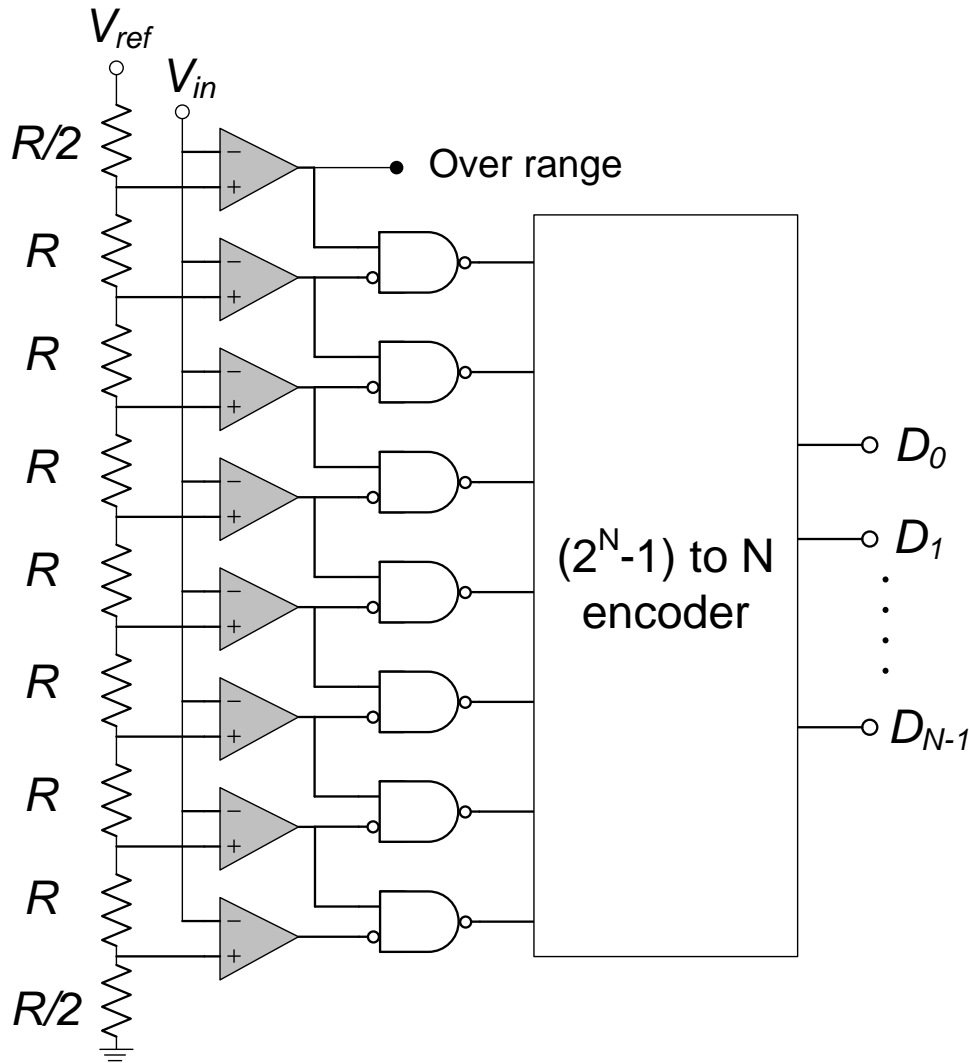 V_ref
V_in
R/2
Over range
R
R
R
R
R
R
R
R/2
(2^N-1) to N
encoder
D_0
D_1
D_N-1